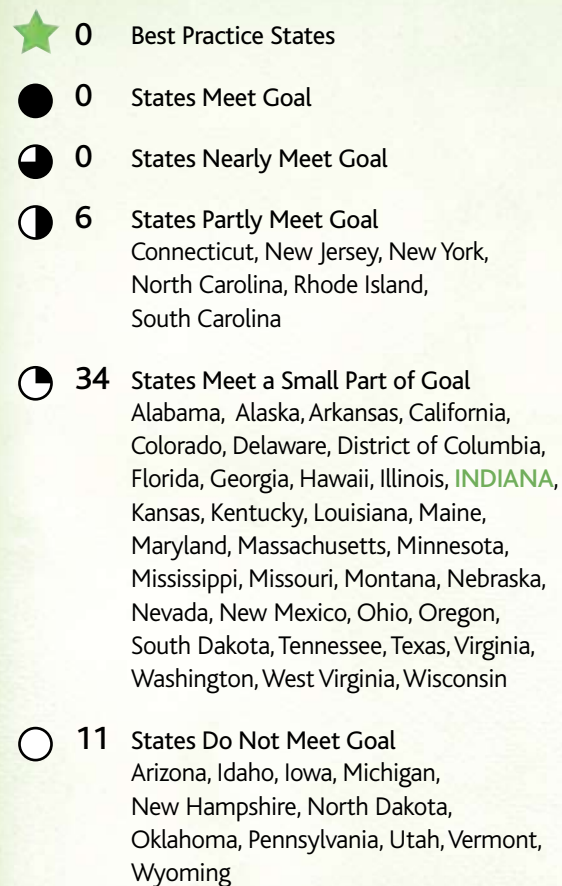 0 Best Practice States
0 States Meet Goal
0 States Nearly Meet Goal
6 States Partly Meet Goal
Connecticut, New Jersey, New York,
North Carolina, Rhode Island,
South Carolina
34 States Meet a Small Part of Goal
Alabama, Alaska, Arkansas, California,
Colorado, Delaware, District of Columbia,
Florida, Georgia, Hawaii, Illinois, INDIANA,
Kansas, Kentucky, Louisiana, Maine,
Maryland, Massachusetts, Minnesota,
Mississippi, Missouri, Montana, Nebraska,
Nevada, New Mexico, Ohio, Oregon,
South Dakota, Tennessee, Texas, Virginia,
Washington, West Virginia, Wisconsin
11 States Do Not Meet Goal
Arizona, Idaho, Iowa, Michigan,
New Hampshire, North Dakota,
Oklahoma, Pennsylvania, Utah, Vermont,
Wyoming